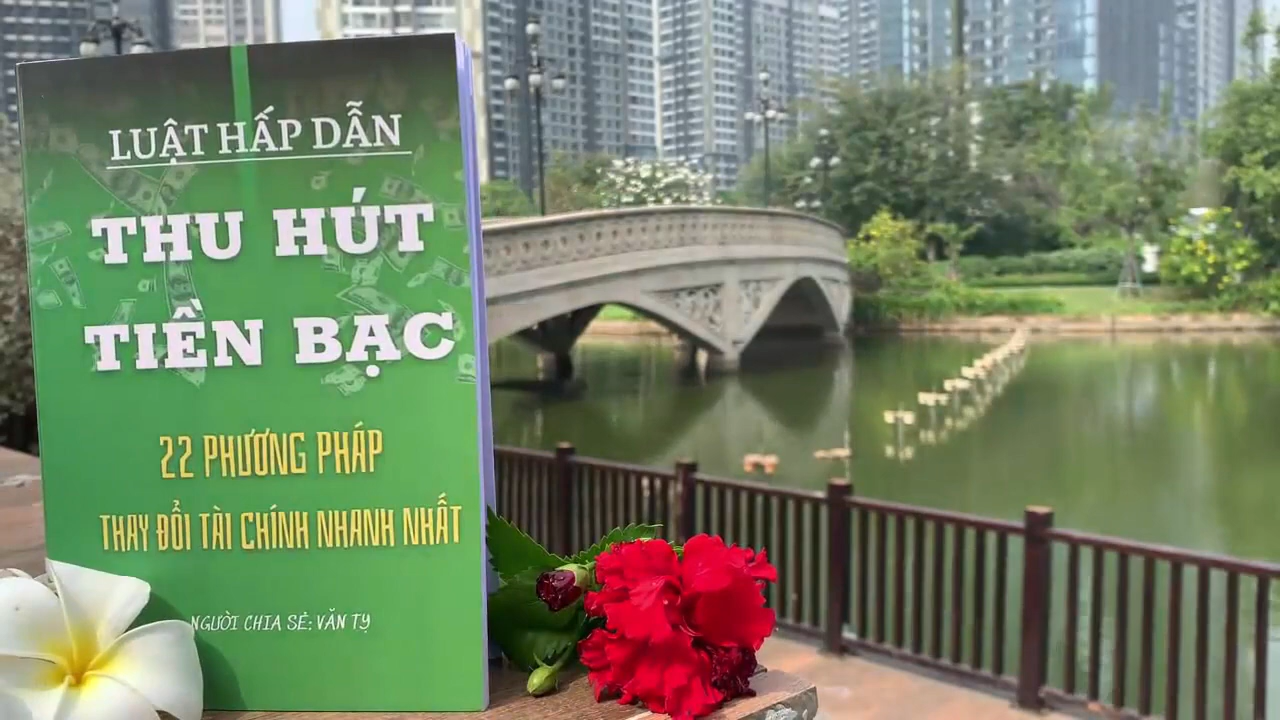 LUẬT HẤP DẪN
THU HÚT
TIỀN BẠC
22 PHƯƠNG PHÁP
THAY ĐỔI TÀI CHÍNH NHANH NHẤT
NGƯỜI CHIA SẺ: VĂN TỴ